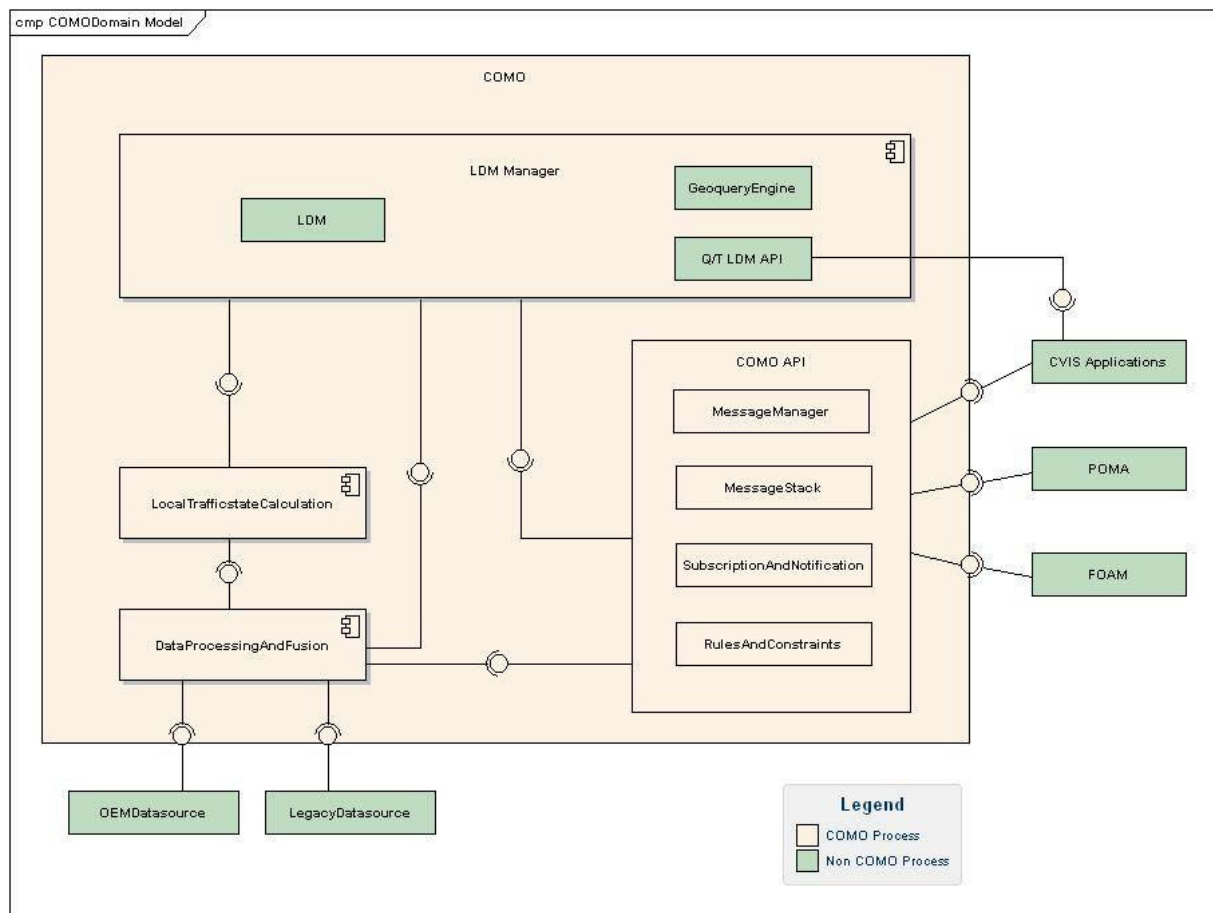 cmp COMODomain Model
COMO
LDM Manager
GeoqueryEngine
LDM
Q/T LDM API
COMO API
CVIS Applications
MessageManager
POMA
MessageStack
LocalTrafficstateCalculation
SubscriptionAndNotification
FOAM
DataProcessingAndFusion
RulesAndConstraints
OEMDatasource
LegacyDatasource
Legend
COMO Process
Non COMO Process